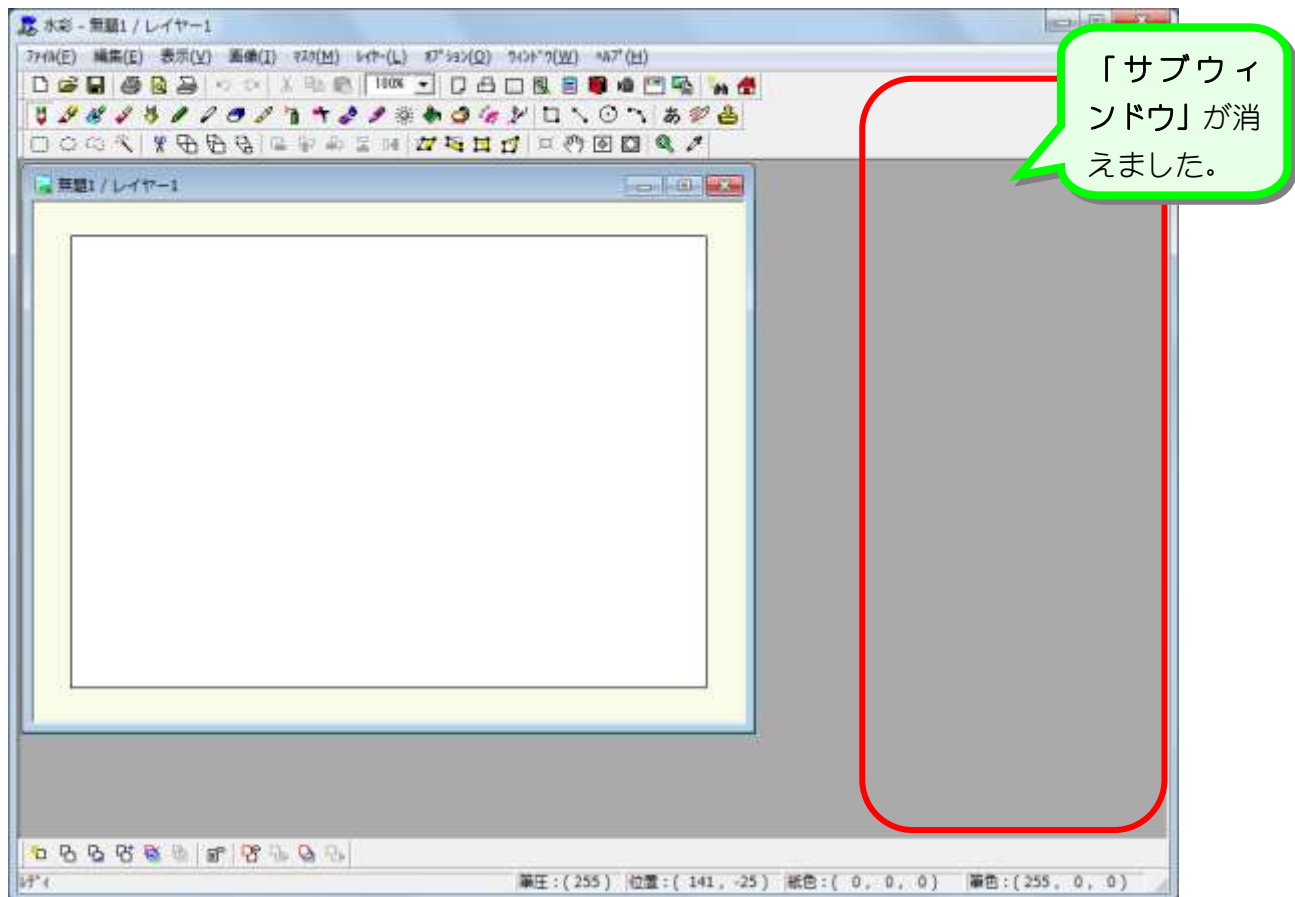 水彩 - 無題1 / レイヤー1
ﾌｧｲﾙ(F) 編集(E) 表示(V) 画像(I) ﾏｽｸ(M) ﾚｲﾔｰ(L) ｵﾌﾟｼｮﾝ(O) ｳｨﾝﾄﾞｳ(W) ﾍﾙﾌﾟ(H)
100%
あ
無題1 / レイヤー1
「サブウィ
ンドウ」が消
えました。
ﾚﾃﾞｨ 筆圧:(255) 位置:( 141, -25) 紙色:( 0, 0, 0) 筆色:(255, 0, 0)